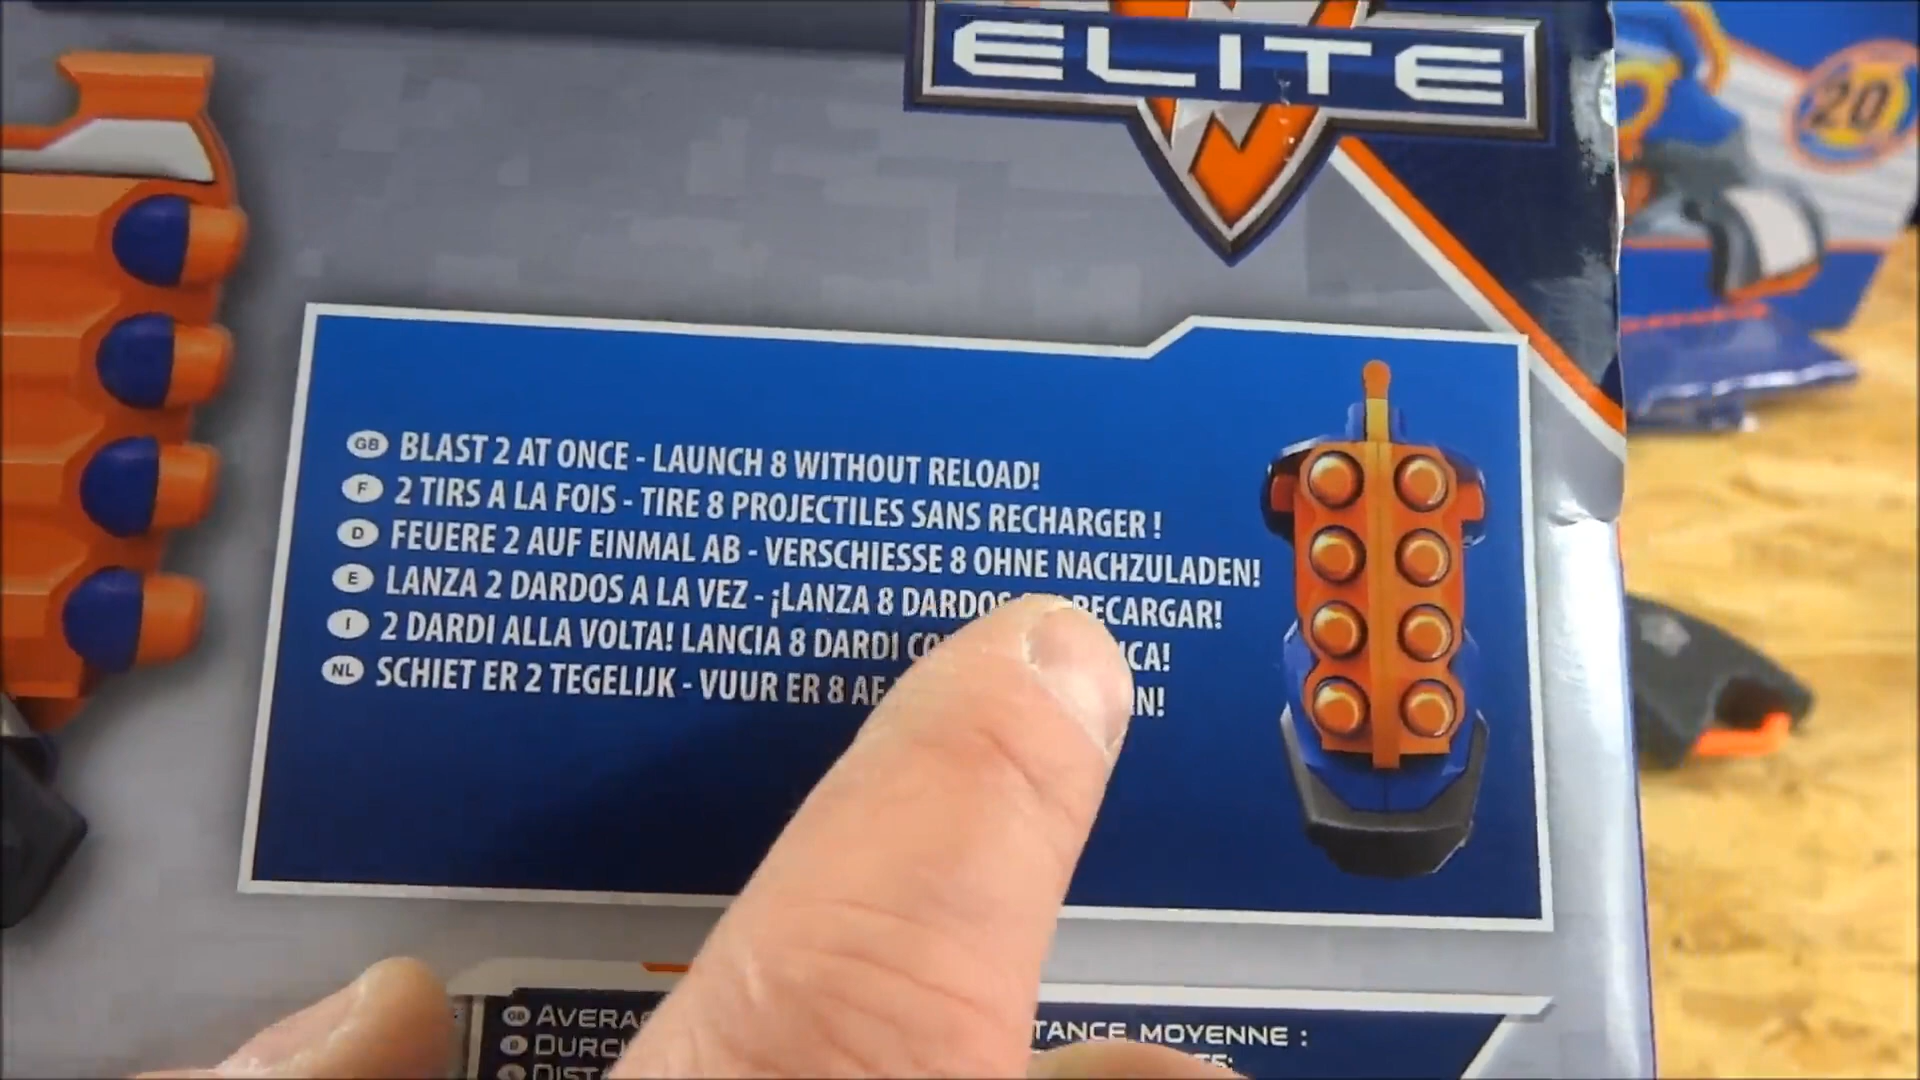 ELITE
20
GB BLAST 2 AT ONCE - LAUNCH 8 WITHOUT RELOAD!
F 2 TIRS A LA FOIS - TIRE 8 PROJECTILES SANS RECHARGER !
D FEUERE 2 AUF EINMAL AB - VERSCHIESSE 8 OHNE NACHZULADEN!
E LANZA 2 DARDOS A LA VEZ - ¡LANZA 8 DARDOS RECARGAR!
I 2 DARDI ALLA VOLTA! LANCIA 8 DARDI
NL SCHIET ER 2 TEGELIJK - VUUR ER 8 AF
GB TANCE MOYENNE :
D